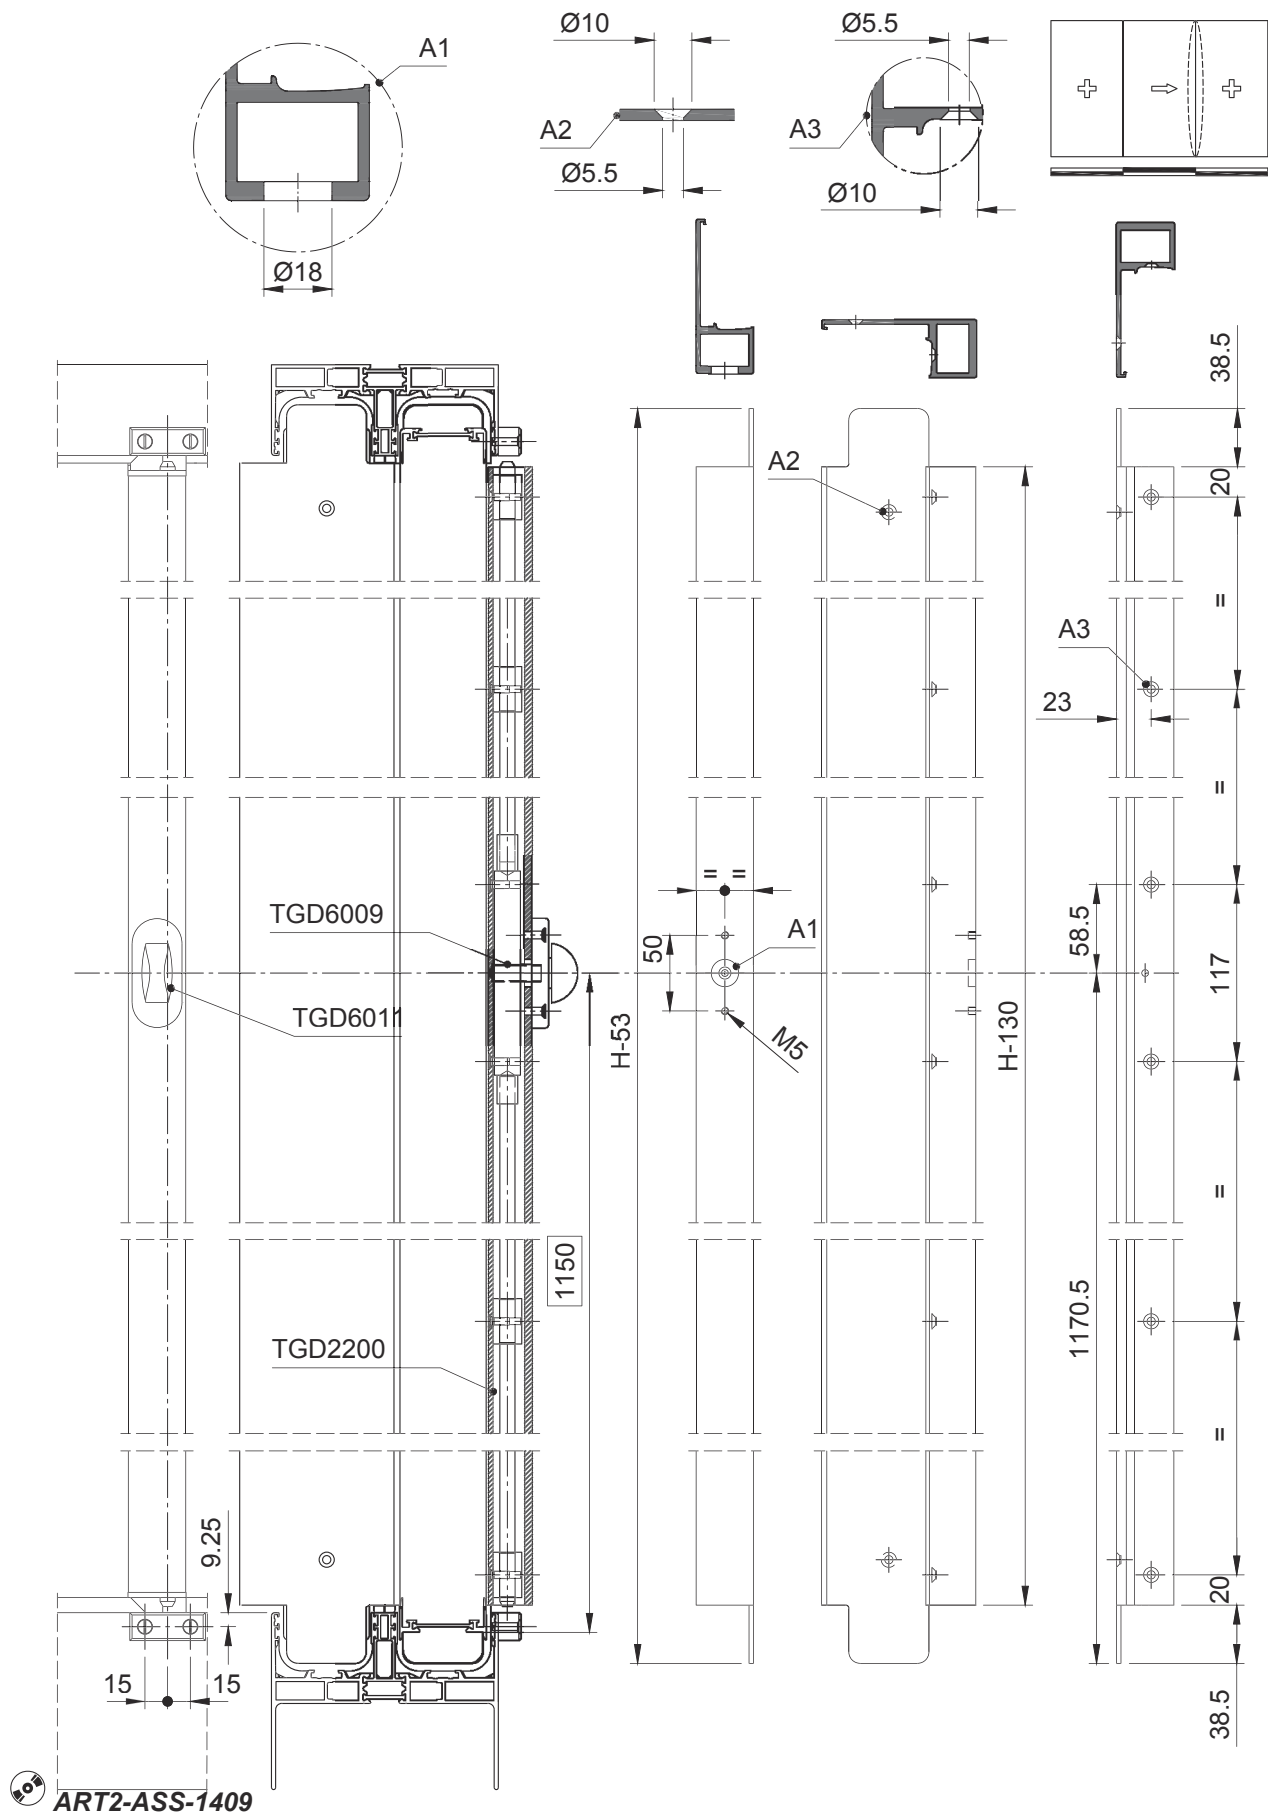 Ø10
Ø5.5
A1
A2
A3
Ø5.5
Ø10
Ø18
38.5
A2
20
=
A3
23
=
= =
TGD6009
A1
50
58.5
117
TGD6011
M5
H-53
H-130
=
1150
1170.5
TGD2200
=
9.25
20
15
15
38.5
ART2-ASS-1409